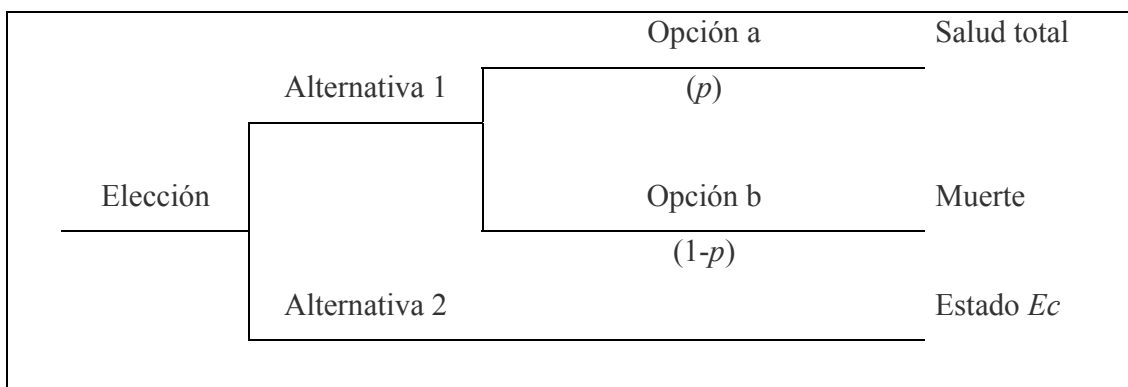 Opción a Salud total
Alternativa 1 (p)
Elección Opción b Muerte
(1-p)
Alternativa 2 Estado Ec